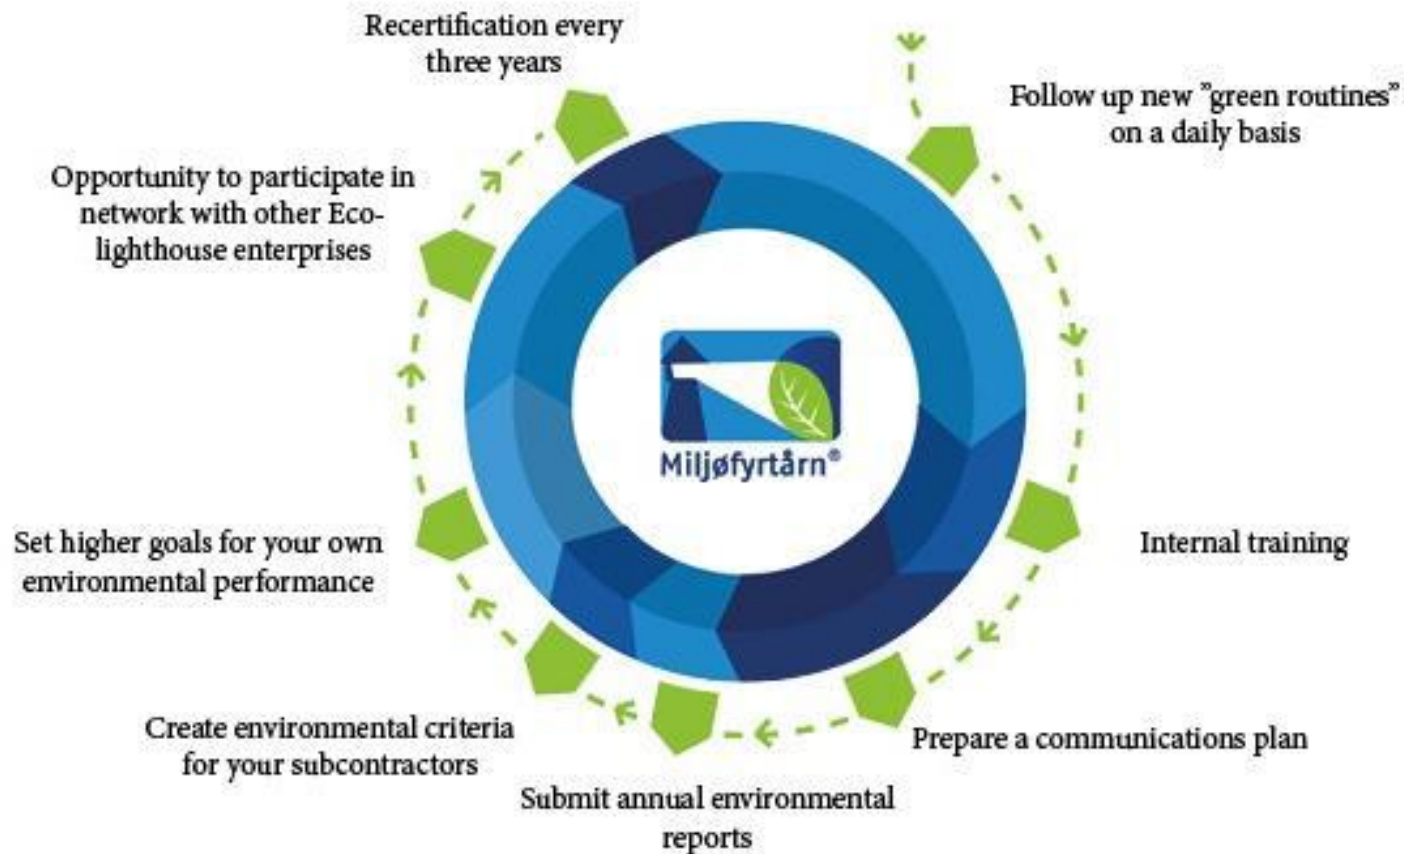 Recertification every
three years
Follow up new ”green routines”
on a daily basis
Opportunity to participate in
network with other Eco-
lighthouse enterprises
Miljøfyrtårn®
Set higher goals for your own
environmental performance
Internal training
Create environmental criteria
for your subcontractors
Prepare a communications plan
Submit annual environmental
reports